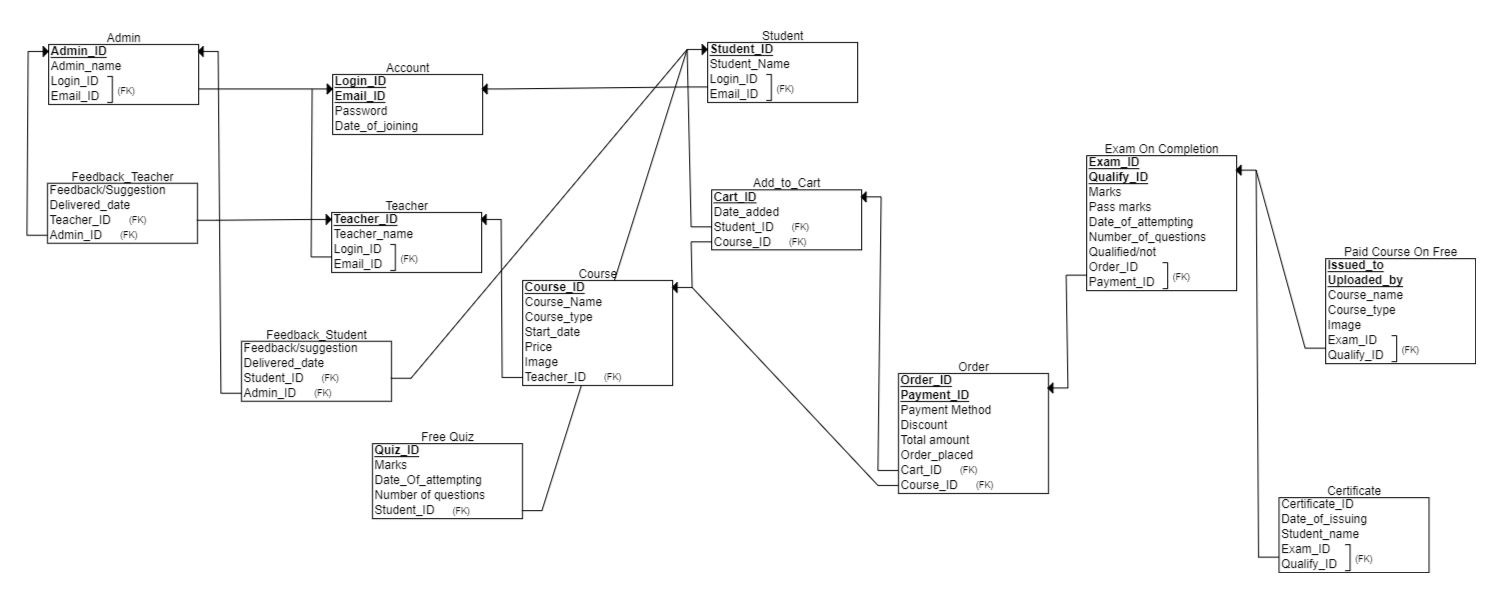 Admin
Admin_ID
Admin_name
Login_ID
Email_ID
(FK)
Account
Login_ID
Email_ID
Password
Date_of_joining
Student
Student_ID
Student_Name
Login_ID
Email_ID
(FK)
Feedback_Teacher
Feedback/Suggestion
Delivered_date
Teacher_ID (FK)
Admin_ID (FK)
Teacher
Teacher_ID
Teacher_name
Login_ID
Email_ID
(FK)
Add_to_Cart
Cart_ID
Date_added
Student_ID (FK)
Course_ID (FK)
Exam On Completion
Exam_ID
Qualify_ID
Marks
Pass marks
Date_of_attempting
Number_of_questions
Qualified/not
Order_ID
Payment_ID
(FK)
Paid Course On Free
Issued_to
Uploaded_by
Course_name
Course_type
Image
Exam_ID
Qualify_ID
(FK)
Course
Course_ID
Course_Name
Course_type
Start_date
Price
Image
Teacher_ID (FK)
Feedback_Student
Feedback/suggestion
Delivered_date
Student_ID (FK)
Admin_ID (FK)
Order
Order_ID
Payment_ID
Payment Method
Discount
Total amount
Order_placed
Cart_ID (FK)
Course_ID (FK)
Free Quiz
Quiz_ID
Marks
Date_Of_attempting
Number of questions
Student_ID (FK)
Certificate
Certificate_ID
Date_of_issuing
Student_name
Exam_ID
Qualify_ID
(FK)